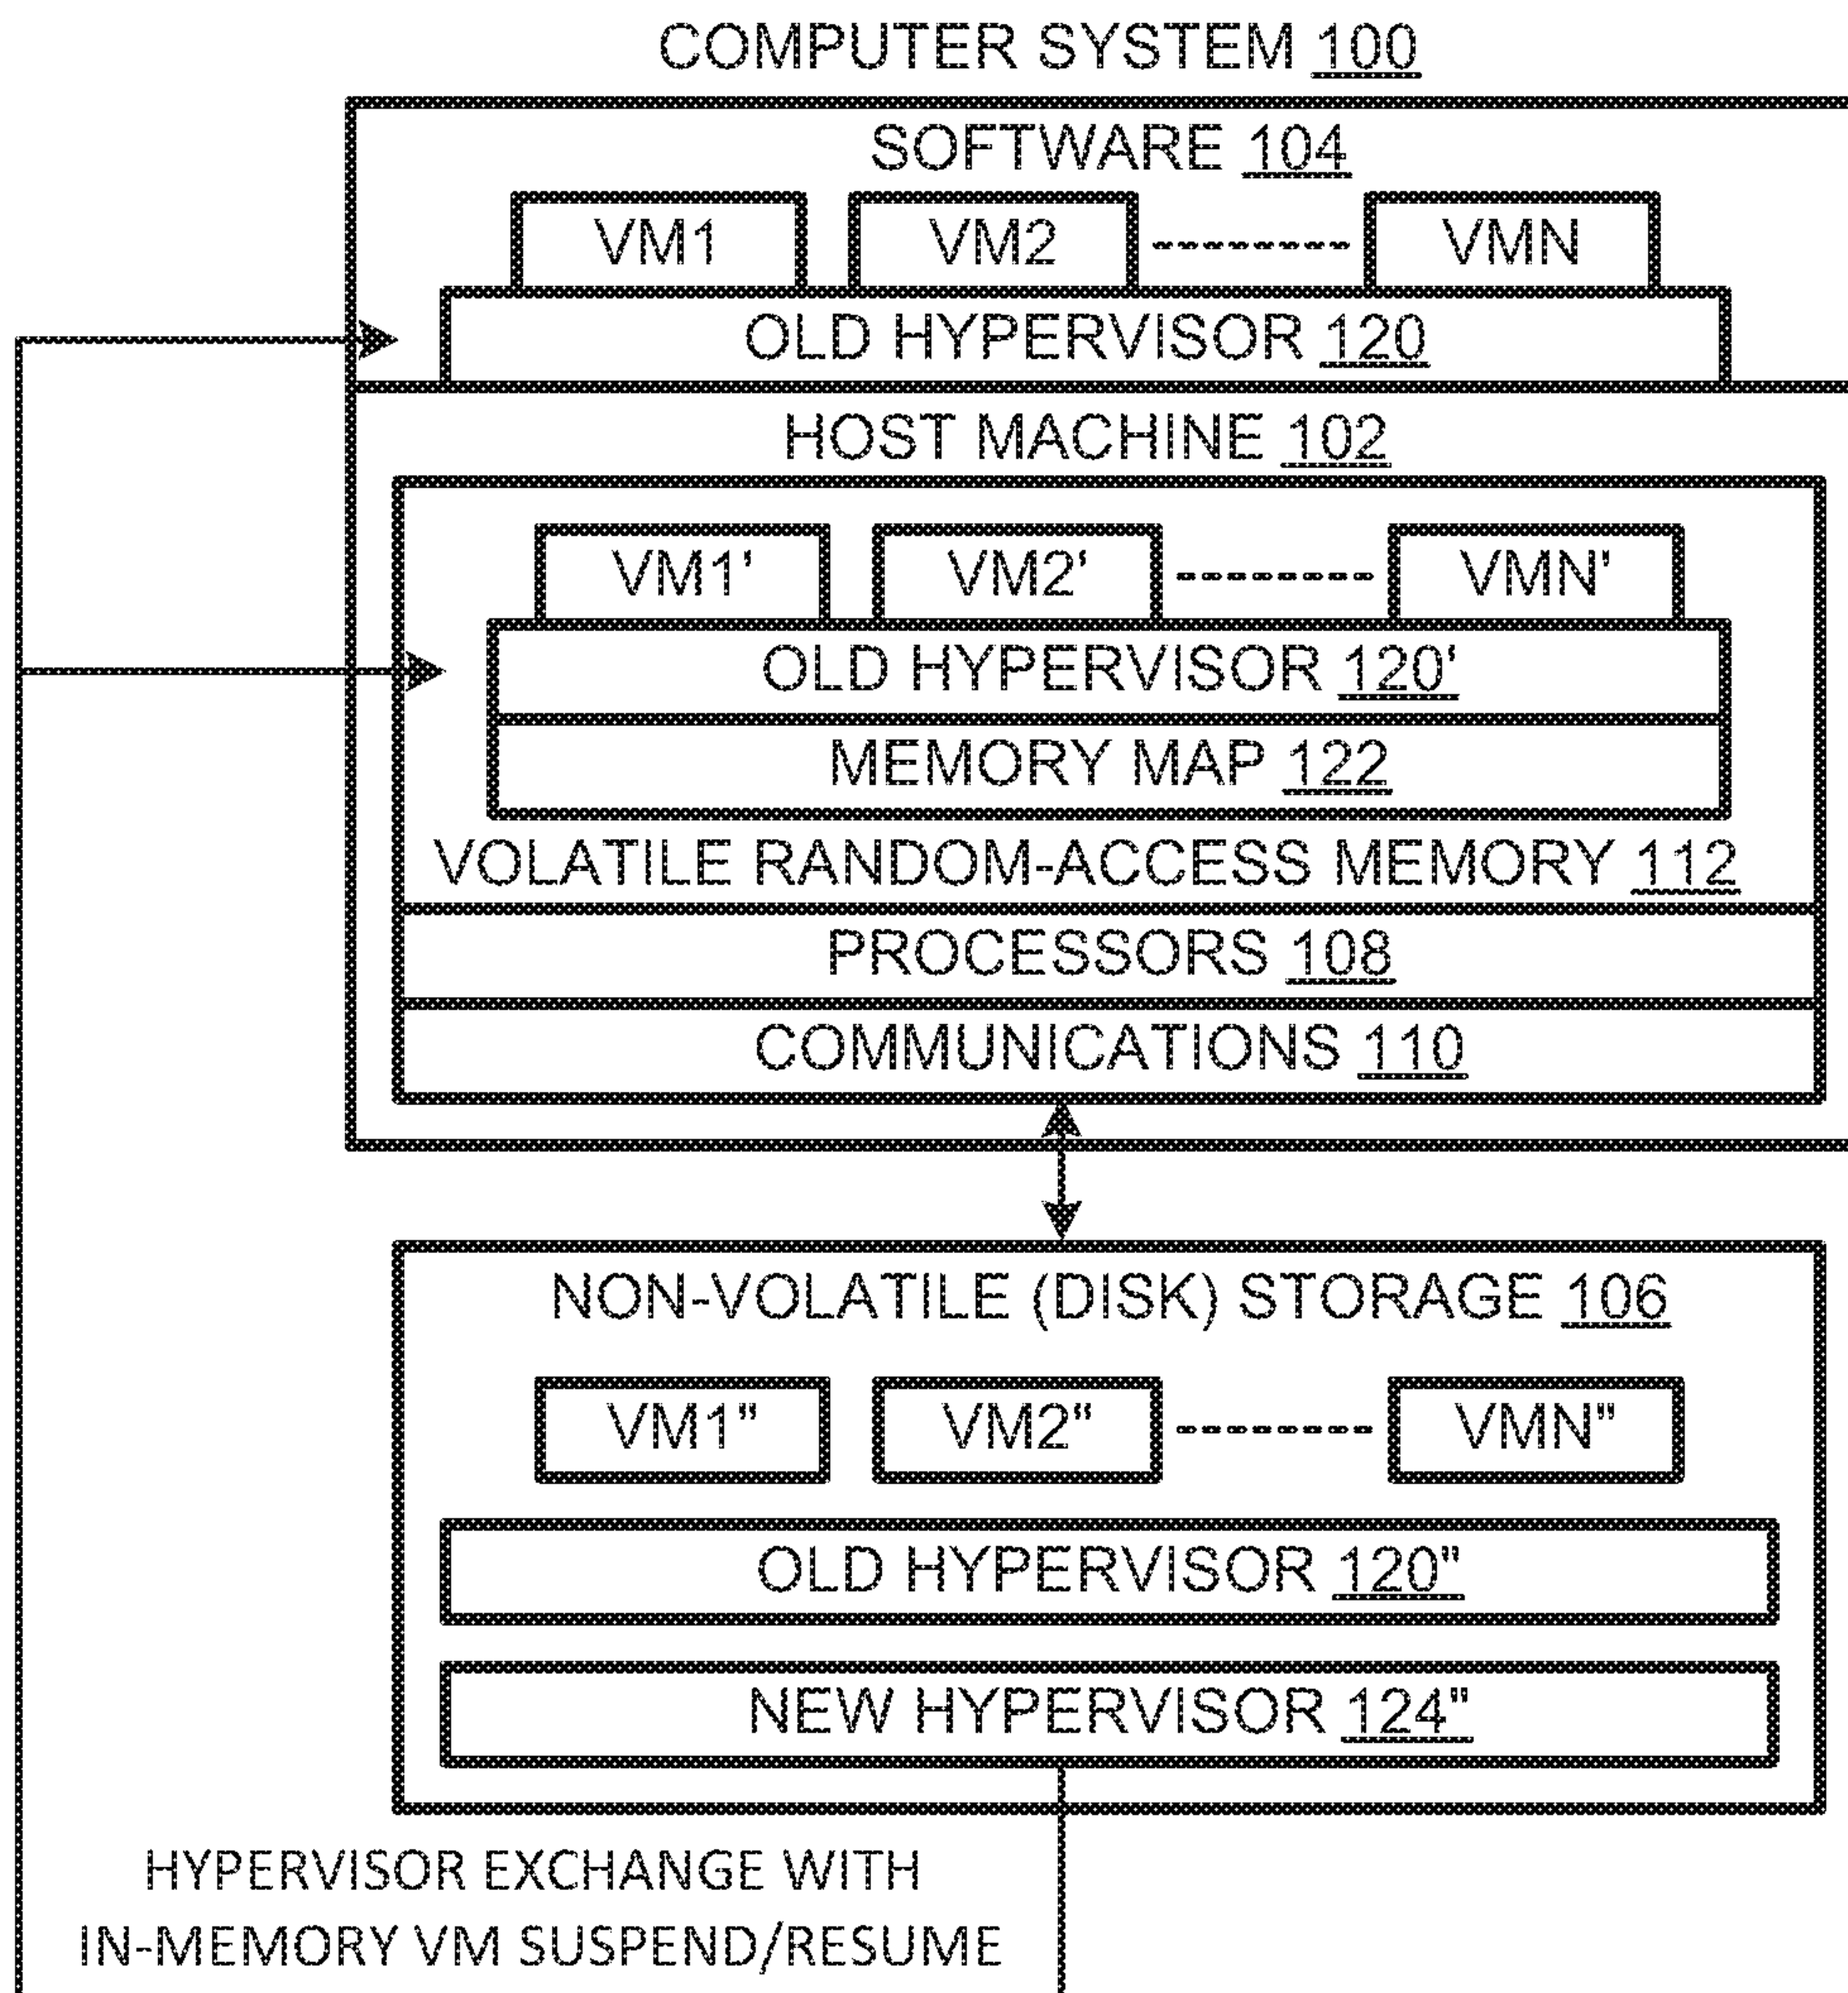 COMPUTER SYSTEM 100
SOFTWARE 104
VM1 VM2 VMN
OLD HYPERVISOR 120
HOST MACHINE 102
VM1' VM2' VMN'
OLD HYPERVISOR 120'
MEMORY MAP 122
VOLATILE RANDOM-ACCESS MEMORY 112
PROCESSORS 108
COMMUNICATIONS 110
NON-VOLATILE (DISK) STORAGE 106
VM1" VM2" VMN"
OLD HYPERVISOR 120"
NEW HYPERVISOR 124"
HYPERVISOR EXCHANGE WITH
IN-MEMORY VM SUSPEND/RESUME